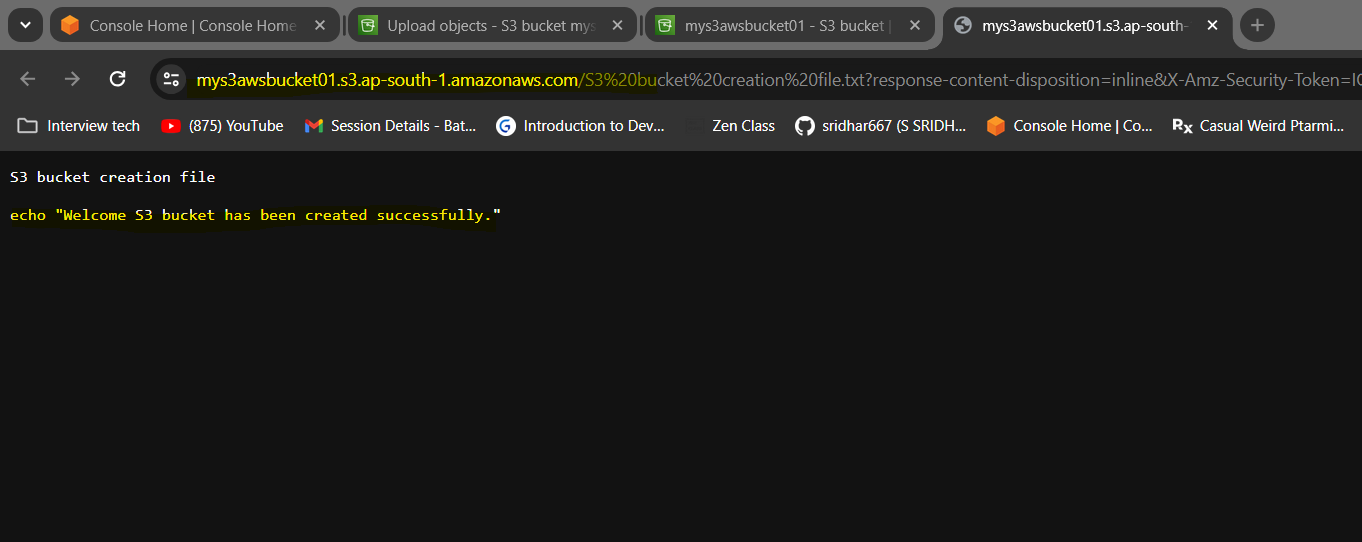 Console Home | Console Home
Upload objects - S3 bucket mys
mys3awsbucket01 - S3 bucket |
mys3awsbucket01.s3.ap-south-
mys3awsbucket01.s3.ap-south-1.amazonaws.com/S3%20bucket%20creation%20file.txt?response-content-disposition=inline&X-Amz-Security-Token=IC
Interview tech
(875) YouTube
Session Details - Bat...
Introduction to Dev...
Zen Class
sridhar667 (S SRIDH...
Console Home | Co...
Rx Casual Weird Ptarmi...
S3 bucket creation file
echo "Welcome S3 bucket has been created successfully."